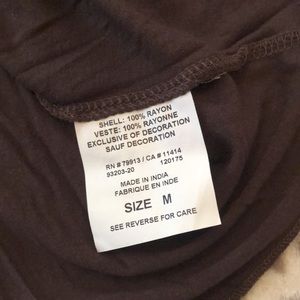 SHELL: 100% RAYON
VESTE: 100% RAYONNE
EXCLUSIVE OF DECORATION
SAUF DECORATION
RN # 79913 / CA # 11414
93203-20 120175
MADE IN INDIA
FABRIQUE EN INDE
SIZE M
SEE REVERSE FOR CARE